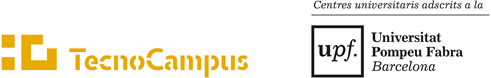 TecnoCampus
Centres universitaris adscrits a la
upf.
Universitat
Pompeu Fabra
Barcelona